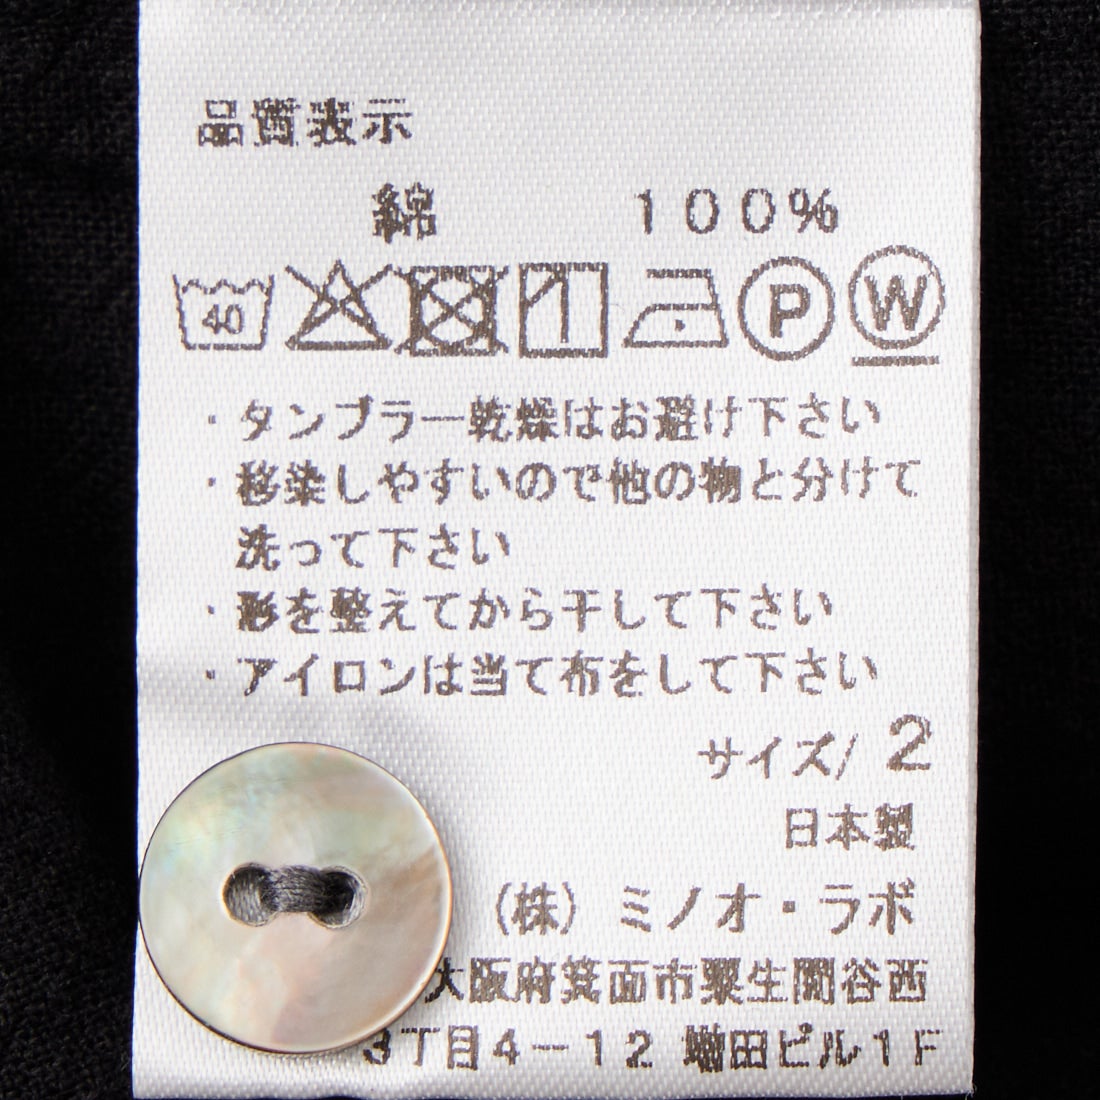 品質表示
綿 100%
40 P W
・タンブラー乾燥はお避け下さい
・移染しやすいので他の物と分けて
洗って下さい
・形を整えてから干して下さい
・アイロンは当て布をして下さい
サイズ/ 2
日本製
(株) ミノオ・ラボ
大阪府箕面市粟生間谷西
3丁目4-12 増田ビル1F